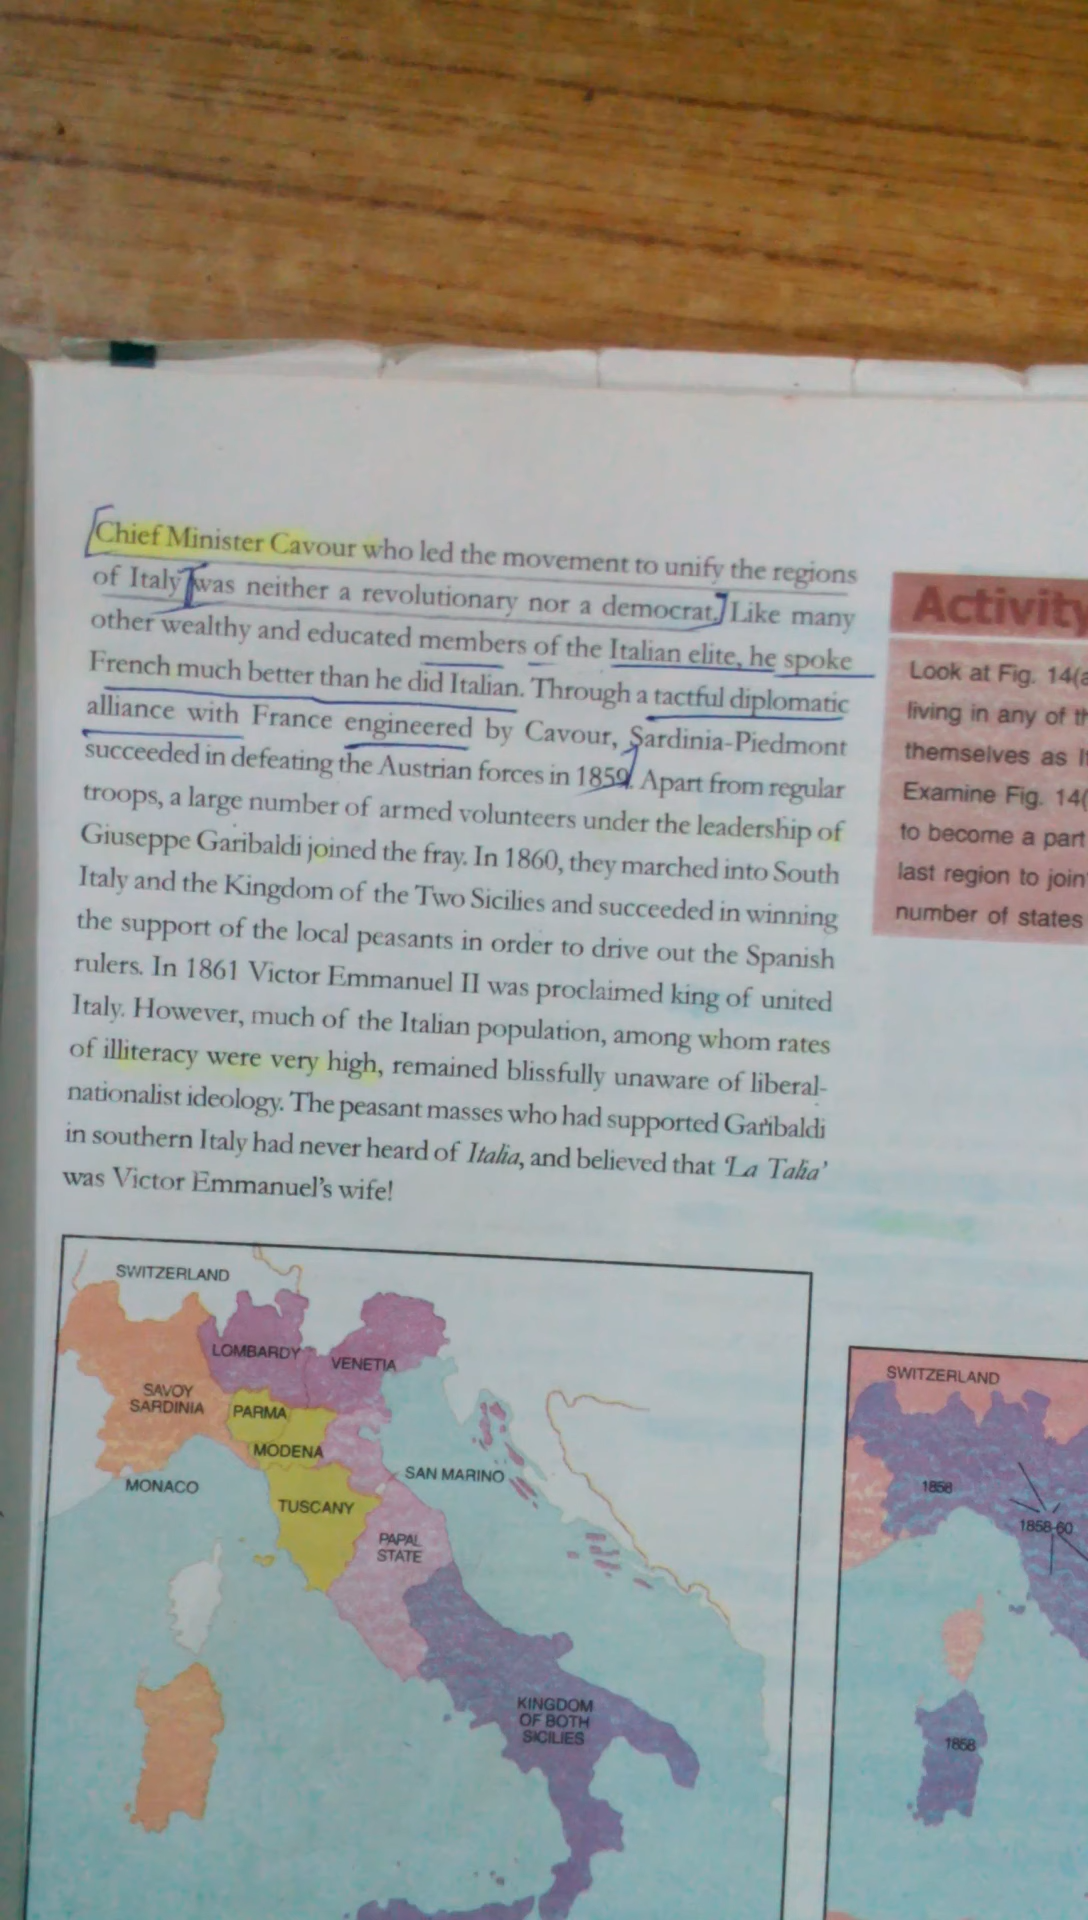 Chief Minister Cavour who led the movement to unify the regions
of Italy was neither a revolutionary nor a democrat. Like many
other wealthy and educated members of the Italian elite, he spoke
French much better than he did Italian. Through a tactful diplomatic
alliance with France engineered by Cavour, Sardinia-Piedmont
succeeded in defeating the Austrian forces in 1859. Apart from regular
troops, a large number of armed volunteers under the leadership of
Giuseppe Garibaldi joined the fray. In 1860, they marched into South
Italy and the Kingdom of the Two Sicilies and succeeded in winning
the support of the local peasants in order to drive out the Spanish
rulers. In 1861 Victor Emmanuel II was proclaimed king of united
Italy. However, much of the Italian population, among whom rates
of illiteracy were very high, remained blissfully unaware of liberal-
nationalist ideology. The peasant masses who had supported Garibaldi
in southern Italy had never heard of Italia, and believed that ‘La Talia’
was Victor Emmanuel’s wife!
Activity
Look at Fig. 14(a
living in any of th
themselves as It
Examine Fig. 14(
to become a part
last region to join
number of states
SWITZERLAND
LOMBARDY
VENETIA
SAVOY
SARDINIA
PARMA
MODENA
MONACO
SAN MARINO
TUSCANY
PAPAL
STATE
KINGDOM
OF BOTH
SICILIES
SWITZERLAND
1858
1858-60
1858